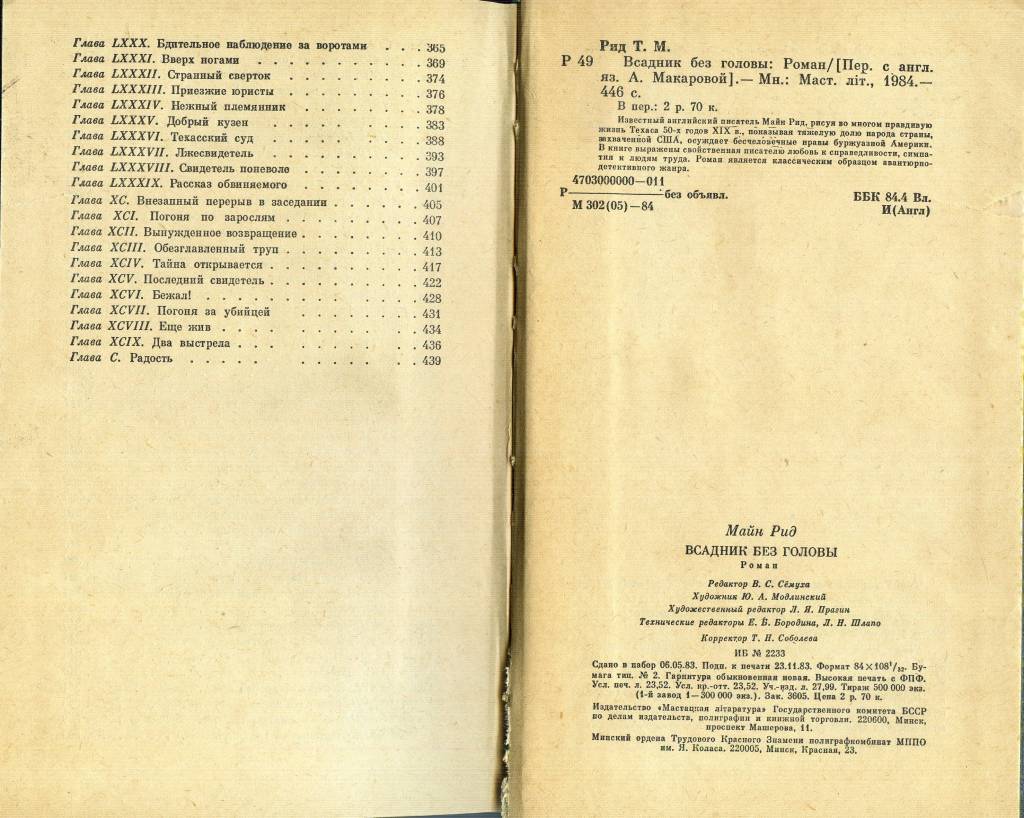 Глава LXXX. Бдительное наблюдение за воротами . . . 365
Глава LXXXI. Вверх ногами . . . . . . . . . . 369
Глава LXXXII. Странный сверток . . . . . . . . 374
Глава LXXXIII. Приезжие юристы . . . . . . . . 376
Глава LXXXIV. Нежный племянник . . . . . . . 378
Глава LXXXV. Добрый кузен . . . . . . . . . 383
Глава LXXXVI. Техасский суд . . . . . . . . . 388
Глава LXXXVII. Лжесвидетель . . . . . . . . . 393
Глава LXXXVIII. Свидетель поневоле . . . . . . . 397
Глава LXXXIX. Рассказ обвиняемого . . . . . . . 401
Глава XC. Внезапный перерыв в заседании . . . . . 405
Глава XCI. Погоня по зарослям . . . . . . . . 407
Глава XCII. Вынужденное возвращение . . . . . . . 410
Глава XCIII. Обезглавленный труп . . . . . . . . 413
Глава XCIV. Тайна открывается . . . . . . . . . 417
Глава XCV. Последний свидетель . . . . . . . . . 422
Глава XCVI. Бежал! . . . . . . . . . . . 428
Глава XCVII. Погоня за убийцей . . . . . . . 431
Глава XCVIII. Еще жив . . . . . . . . . . 434
Глава XCIX. Два выстрела . . . . . . . . . 436
Глава C. Радость . . . . . . . . . . . 439
Рид Т. М.
Р 49 Всадник без головы: Роман/[Пер. с англ.
яз. А. Макаровой].— Мн.: Маст. літ., 1984.—
446 с.
В пер.: 2 р. 70 к.
Известный английский писатель Майн Рид, рисуя во многом правдивую
жизнь Техаса 50-х годов XIX в., показывая тяжелую долю народа страны,
захваченной США, осуждает бесчеловечные нравы буржуазной Америки.
В книге выражены свойственная писателю любовь к справедливости, симпа-
тия к людям труда. Роман является классическим образцом авантюрно-
детективного жанра.
4703000000—011
Р без объявл.
М 302(05)—84
ББК 84.4 Вл.
И(Англ)
Майн Рид
ВСАДНИК БЕЗ ГОЛОВЫ
Роман
Редактор В. С. Сёмуха
Художник Ю. А. Модлинский
Художественный редактор Л. Я. Прагин
Технические редакторы Е. В. Бородина, Л. Н. Шлапо
Корректор Т. Н. Соболева
ИБ № 2233
Сдано в набор 06.05.83. Подп. к печати 23.11.83. Формат 84×108¹/₃₂. Бу-
мага тип. № 2. Гарнитура обыкновенная новая. Высокая печать с ФПФ.
Усл. печ. л. 23,52. Усл. кр.-отт. 23,52. Уч.-изд. л. 27,99. Тираж 500 000 экз.
(1-й завод 1—300 000 экз.). Зак. 3605. Цена 2 р. 70 к.
Издательство «Мастацкая літаратура» Государственного комитета БССР
по делам издательств, полиграфии и книжной торговли. 220600, Минск,
проспект Машерова, 11.
Минский ордена Трудового Красного Знамени полиграфкомбинат МППО
им. Я. Коласа. 220005, Минск, Красная, 23.